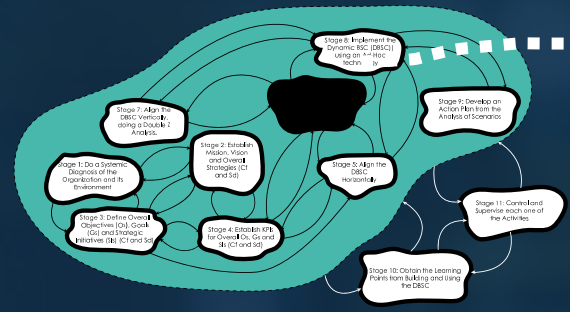 Stage 8: Implement the
Dynamic BSC (DBSC)
using an Hoc
Stage 9: Develop an
Action Plan from the
Analysis of Scenarios
Stage 7: Align the
DBSC Vertically,
doing a Double
Analysis.
Stage 2: Establish
Mission, Vision
and Overall
Strategies (Cf
and Sd)
Stage 1: Do a Systemic
Diagnosis of the
Organization and its
Environment
Stage 5: Align the
DBSC
Horizontally
Stage 3: Define Overall
Objectives (Os), Goals
(Gs) and Strategic
Initiatives (SIs) (Cf and Sd)
Stage 4: Establish KPIs
for Overall Os, Gs and
SIs (Cf and Sd)
Stage 11: Control and
Supervise each one of
the Activities
Stage 10: Obtain the Learning
Points from Building and Using
the DBSC